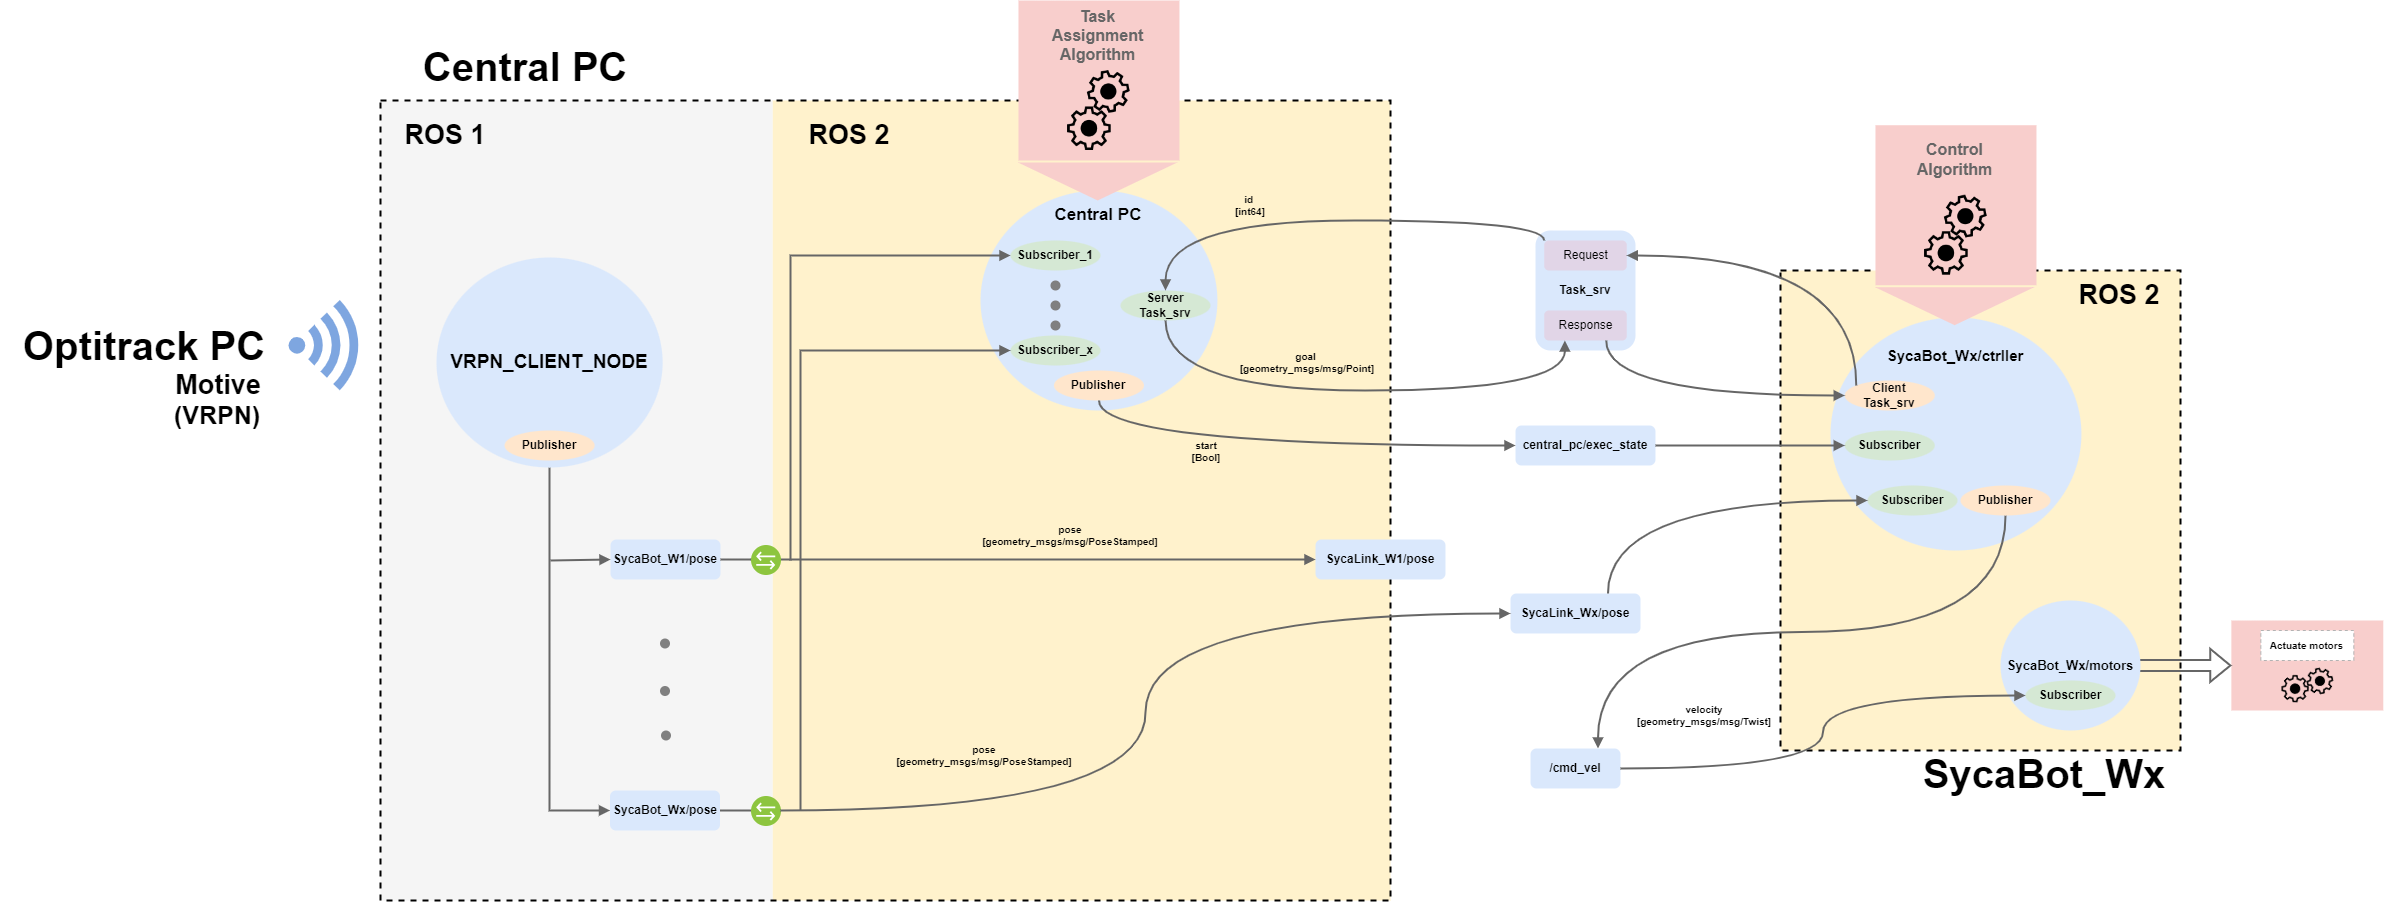 Task
Assignment
Algorithm
Central PC
ROS 1
ROS 2
Control
Algorithm
id
[int64]
Central PC
Subscriber_1
Server
Task_srv
Subscriber_x
Publisher
Request
Task_srv
Response
goal
[geometry_msgs/msg/Point]
start
[Bool]
central_pc/exec_state
ROS 2
SycaBot_Wx/ctrller
Client
Task_srv
Subscriber
Subscriber
Publisher
Optitrack PC
Motive
(VRPN)
VRPN_CLIENT_NODE
Publisher
SycaBot_W1/pose
pose
[geometry_msgs/msg/PoseStamped]
SycaLink_W1/pose
SycaLink_Wx/pose
SycaBot_Wx/motors
Subscriber
Actuate motors
velocity
[geometry_msgs/msg/Twist]
/cmd_vel
SycaBot_Wx
pose
[geometry_msgs/msg/PoseStamped]
SycaBot_Wx/pose